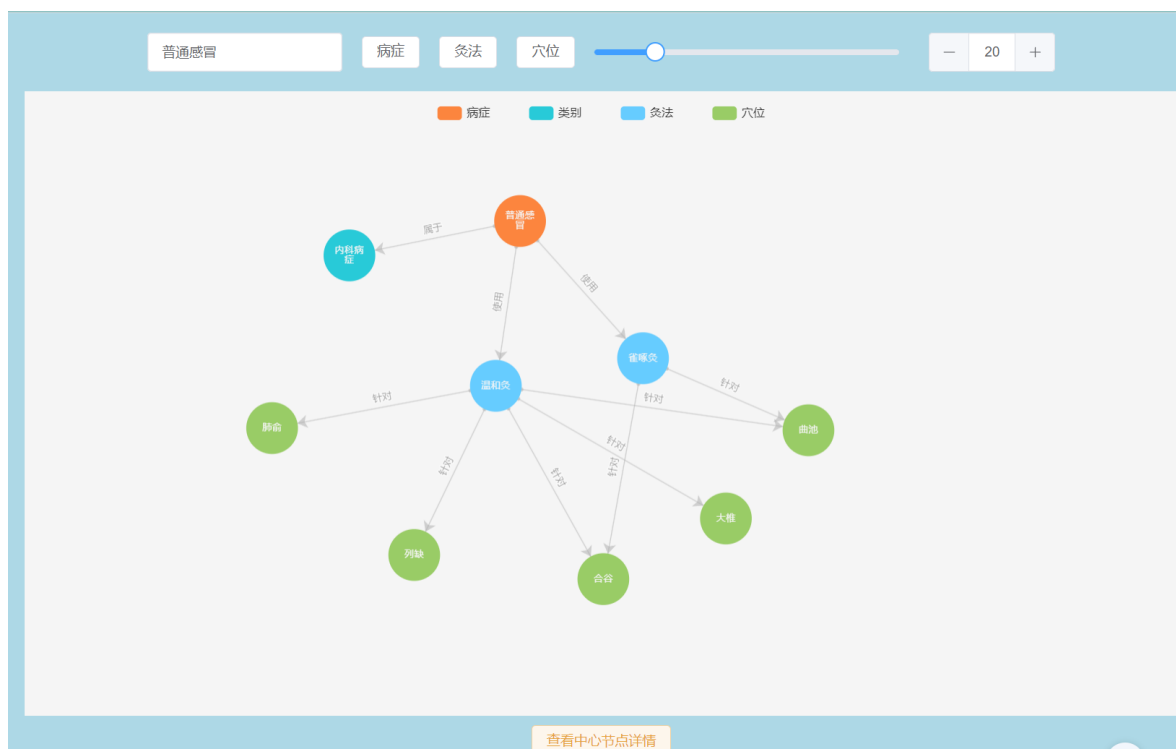 普通感冒
病症
灸法
穴位
20
病症
类别
灸法
穴位
普通感
冒
属于
内科病
症
使用
使用
雀啄灸
温和灸
针对
针对
针对
肺俞
曲池
针对
针对
针对
针对
大椎
列缺
合谷
查看中心节点详情